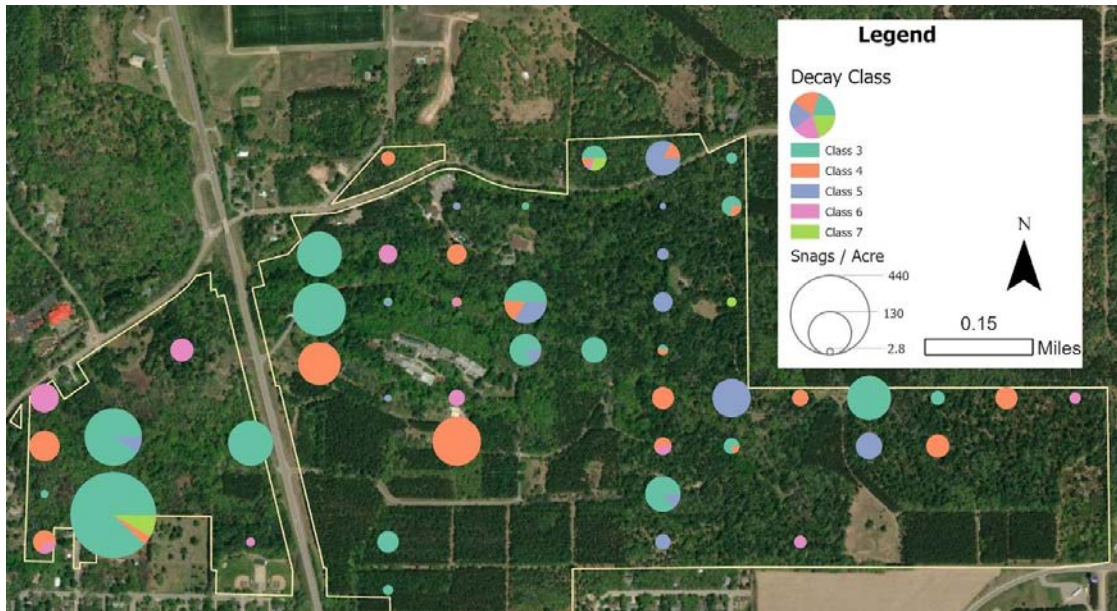 Legend
Decay Class
Class 3
Class 4
Class 5
Class 6
Class 7
Snags / Acre
440
130
2.8
N
0.15
Miles